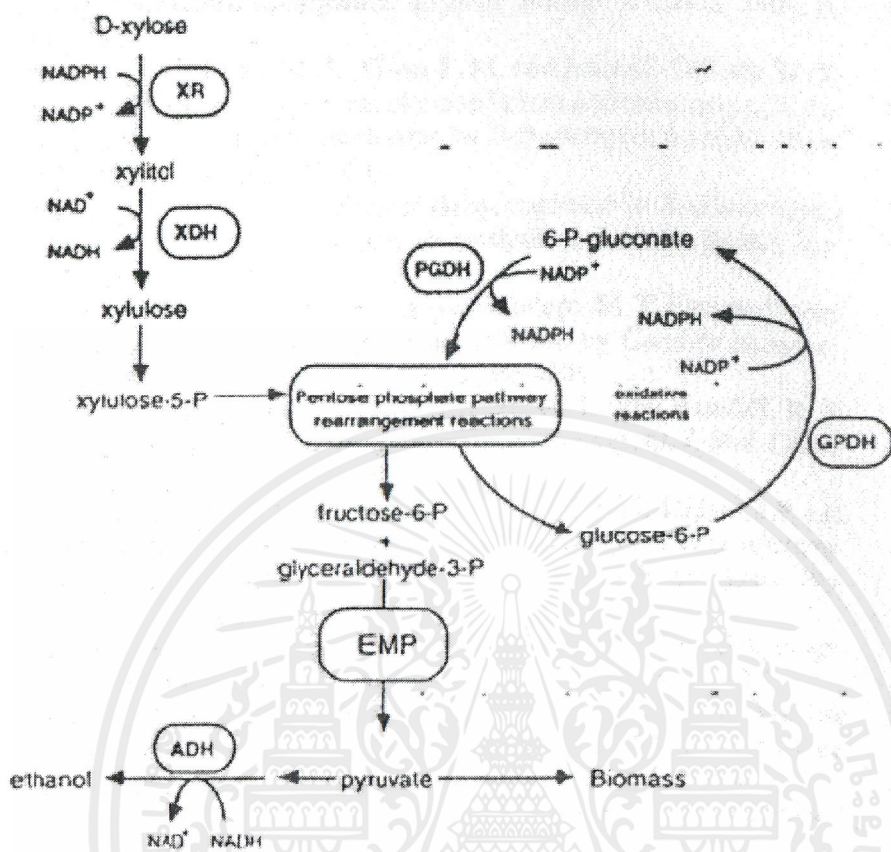 D-xylose
NADPH
XR
NADP+
xylitol
NAD+
XDH
NADH
xylulose
xylulose-5-P
6-P-gluconate
PGDH
NADP+
NADPH
NADPH
NADP+
GPDH
Pentose phosphate pathway
rearrangement reactions
oxidative
reactions
fructose-6-P
+
glyceraldehyde-3-P
glucose-6-P
EMP
ADH
ethanol
pyruvate
Biomass
NAD+
NADH